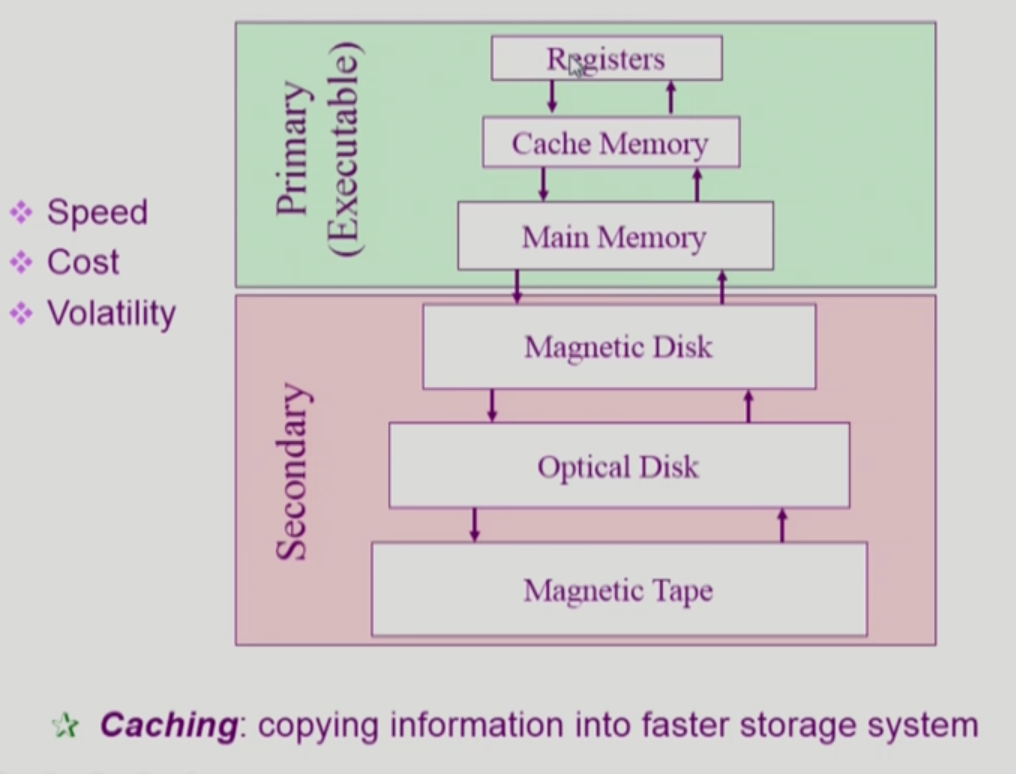 Speed
Cost
Volatility
Primary
(Executable)
Registers
Cache Memory
Main Memory
Secondary
Magnetic Disk
Optical Disk
Magnetic Tape
Caching: copying information into faster storage system